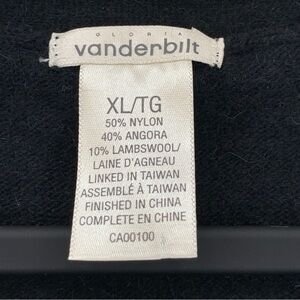 GLORIA
vanderbilt
XL/TG
50% NYLON
40% ANGORA
10% LAMBSWOOL/
LAINE D'AGNEAU
LINKED IN TAIWAN
ASSEMBLÉ À TAIWAN
FINISHED IN CHINA
COMPLETE EN CHINE
CA00100